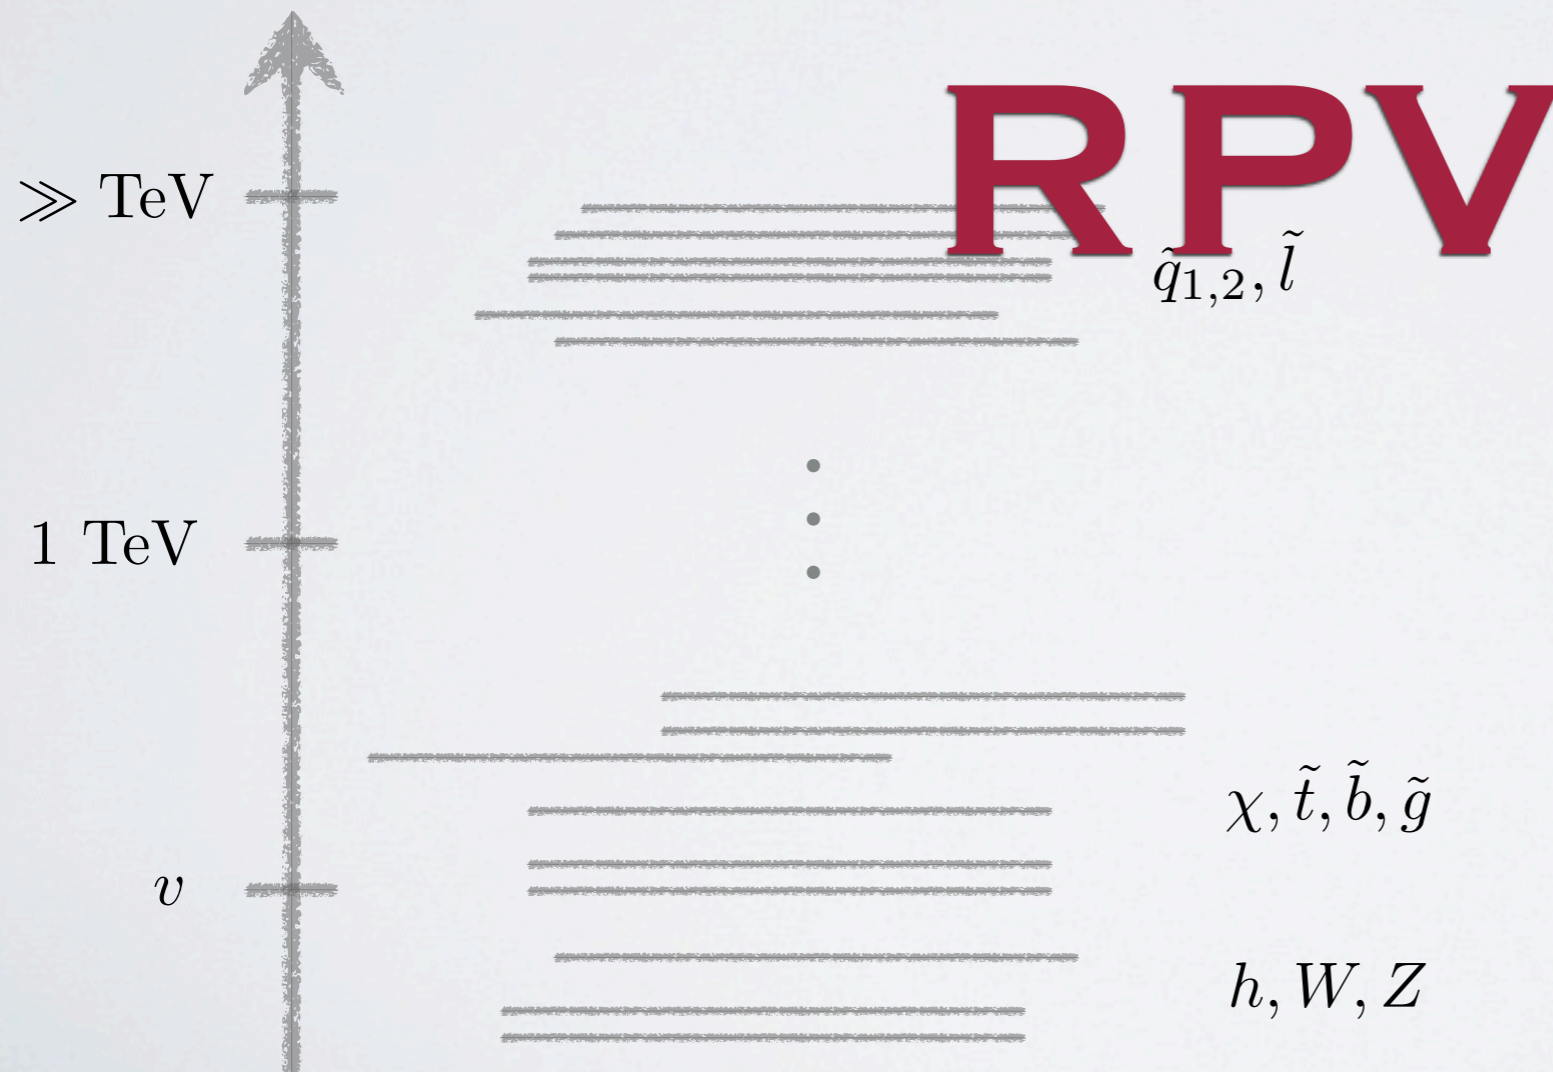 RPV
≫ TeV
q̃₁,₂, l̃
1 TeV
χ, t̃, b̃, g̃
v
h, W, Z